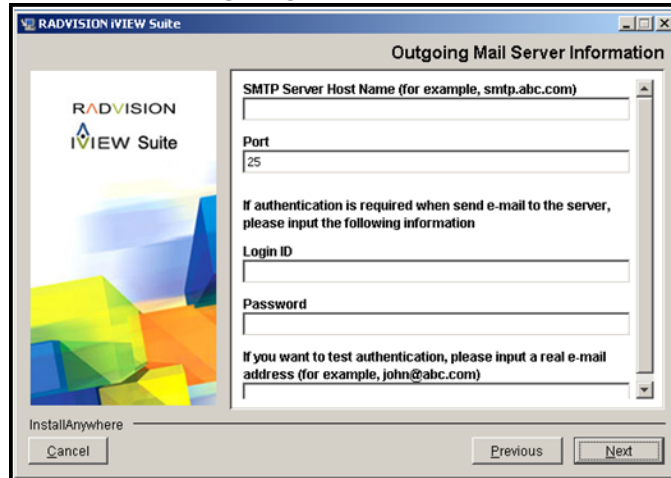 RADVISION iVIEW Suite
Outgoing Mail Server Information
RADVISION
iVIEW Suite
SMTP Server Host Name (for example, smtp.abc.com)
Port
25
If authentication is required when send e-mail to the server,
please input the following information
Login ID
Password
If you want to test authentication, please input a real e-mail
address (for example, john@abc.com)
InstallAnywhere
Cancel
Previous
Next